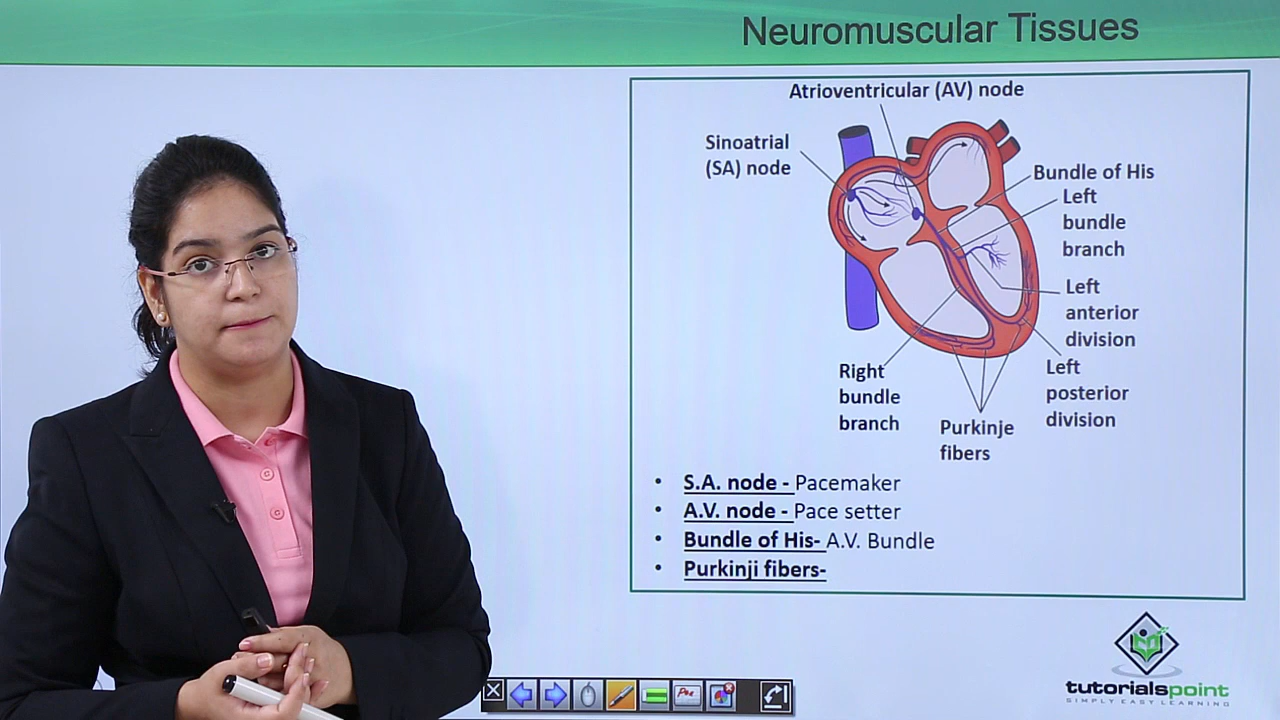 Neuromuscular Tissues
Atrioventricular (AV) node
Sinoatrial
(SA) node
Bundle of His
Left
bundle
branch
Left
anterior
division
Left
posterior
division
Right
bundle
branch
Purkinje
fibers
• S.A. node - Pacemaker
• A.V. node - Pace setter
• Bundle of His- A.V. Bundle
• Purkinji fibers-
Pen
tutorialspoint
SIMPLY EASY LEARNING